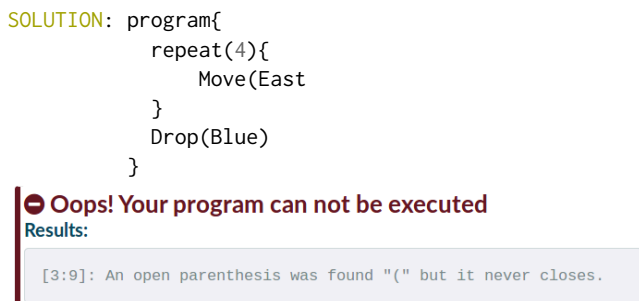 SOLUTION: program{
repeat(4){
Move(East
}
Drop(Blue)
}
Oops! Your program can not be executed
Results:
[3:9]: An open parenthesis was found "(" but it never closes.